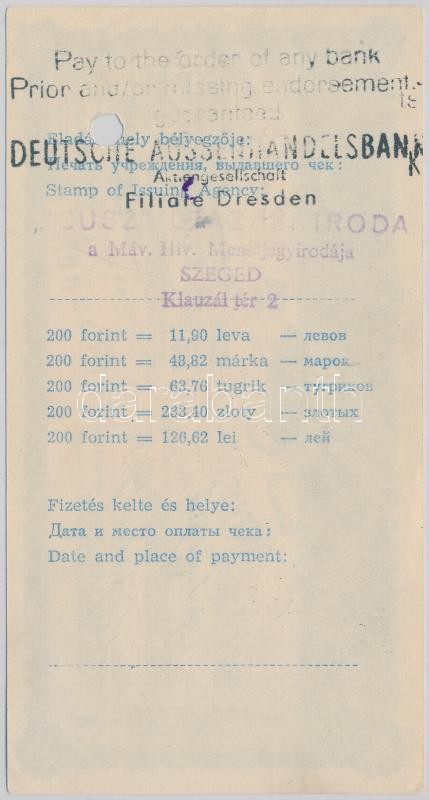 Pay to the order of any bank
Prior and/or missing endorsement
is
guaranteed
Eladási hely bélyegzője:
DEUTSCHE AUSSENHANDELSBANK
Печать учреждения, выдавшего чек:
Aktiengesellschaft
Stamp of Issuing Agency:
Filiale Dresden
IRODA
a Máv. Hiv. Menetjegyirodája
SZEGED
Klauzál tér 2
200 forint = 11,90 leva — левов
200 forint = 48,82 márka — марок
200 forint = 63,76 tugrik — тугриков
200 forint = 233,40 zloty — злотых
200 forint = 126,62 lei — лей
darabanth
Fizetés kelte és helye:
Дата и место оплаты чека:
Date and place of payment: